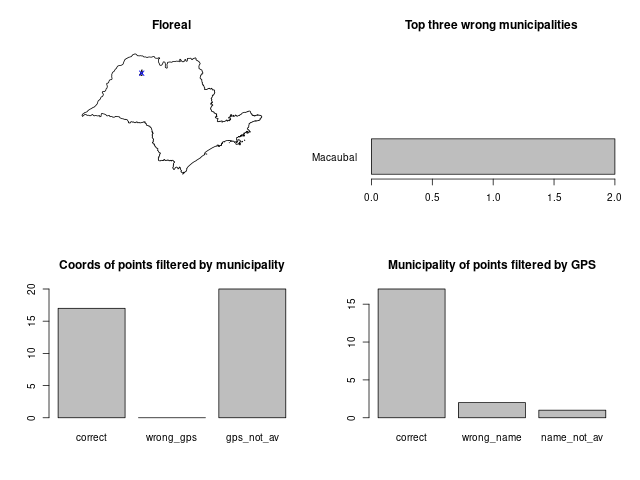 Floreal
Top three wrong municipalities
Macaubal
0.0 0.5 1.0 1.5 2.0
Coords of points filtered by municipality
0 5 10 15 20
correct wrong_gps gps_not_av
Municipality of points filtered by GPS
0 5 10 15
correct wrong_name name_not_av